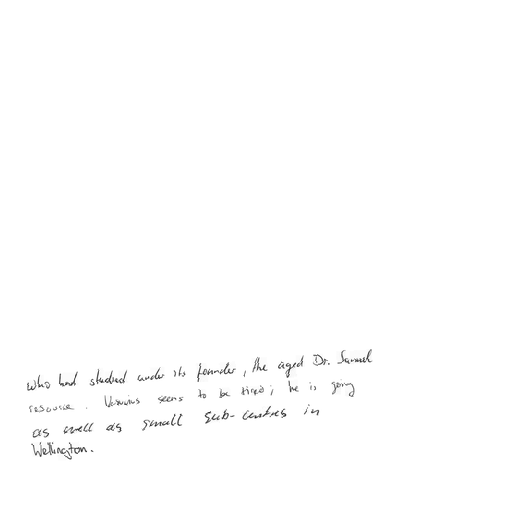 who had studied under its founder, the aged Dr. Samuel
resource. seems to be tired; he is going
as well as small sub-centres in
Wellington.